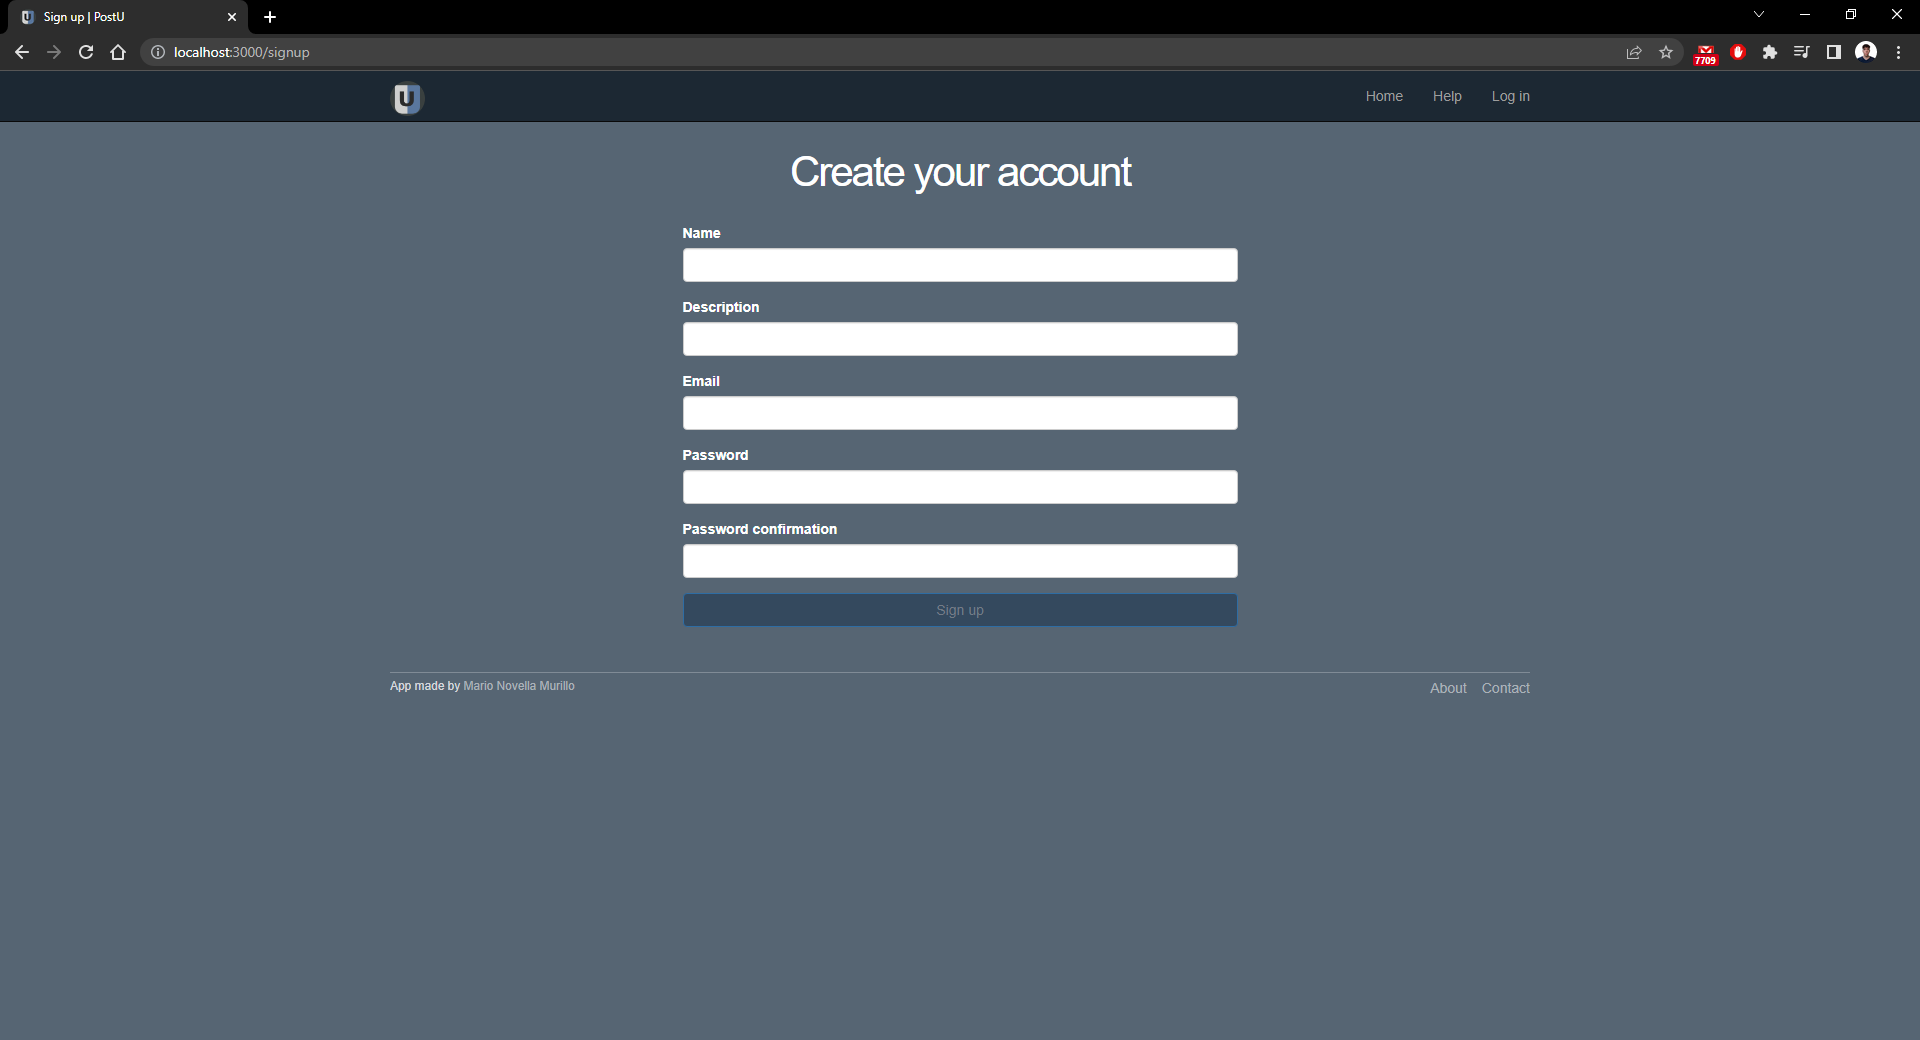 Sign up | PostU
localhost:3000/signup
7709
U
Home Help Log in
Create your account
Name
Description
Email
Password
Password confirmation
Sign up
App made by Mario Novella Murillo
About Contact